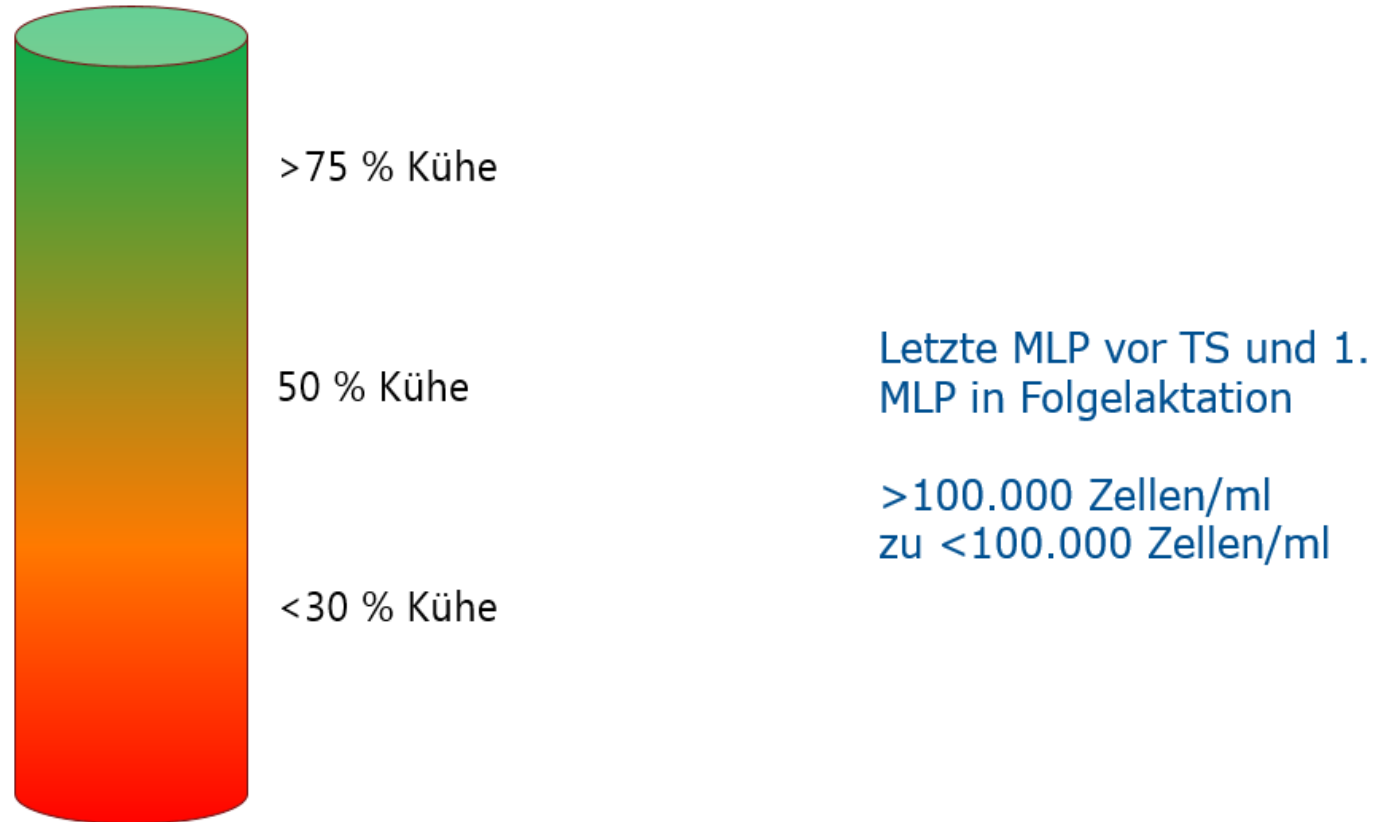 >75 % Kühe
50 % Kühe
<30 % Kühe
Letzte MLP vor TS und 1.
MLP in Folgelaktation
>100.000 Zellen/ml
zu <100.000 Zellen/ml